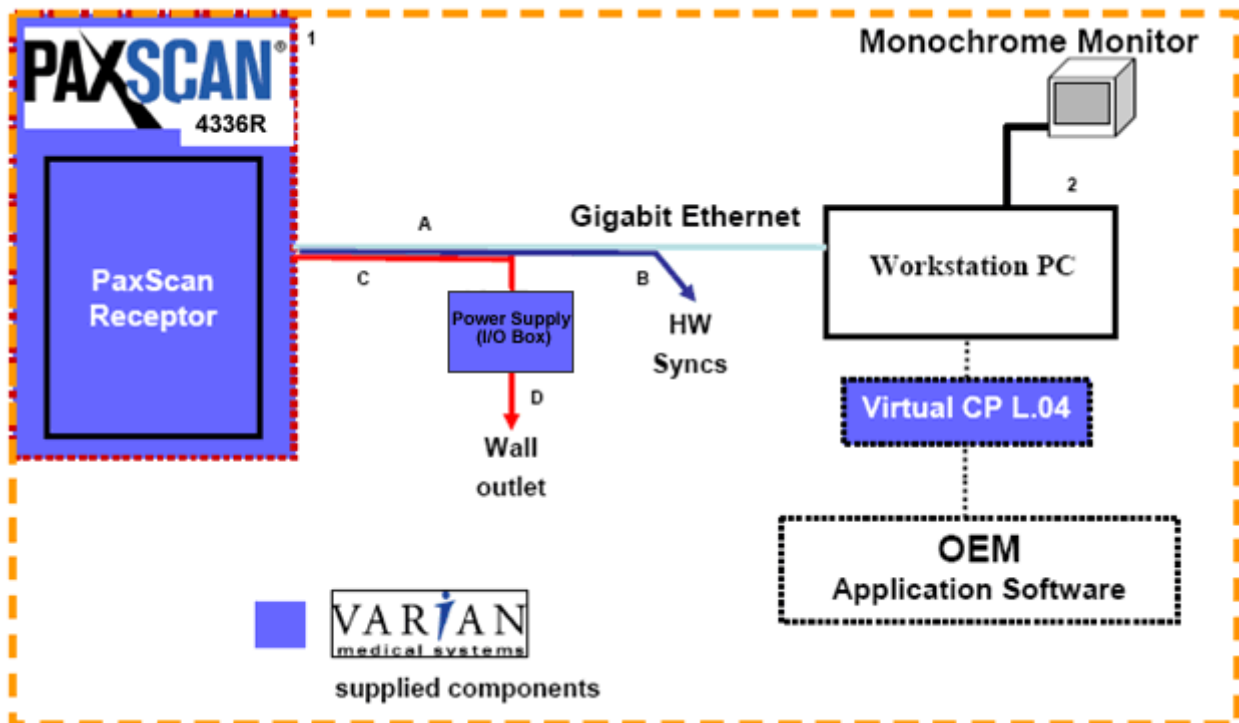 PAXSCAN®
4336R
1
Monochrome Monitor
2
A
Gigabit Ethernet
C
B
PaxScan
Receptor
Power Supply
(I/O Box)
HW
Syncs
Workstation PC
D
Wall
outlet
Virtual CP L.04
OEM
Application Software
VARIAN
medical systems
supplied components